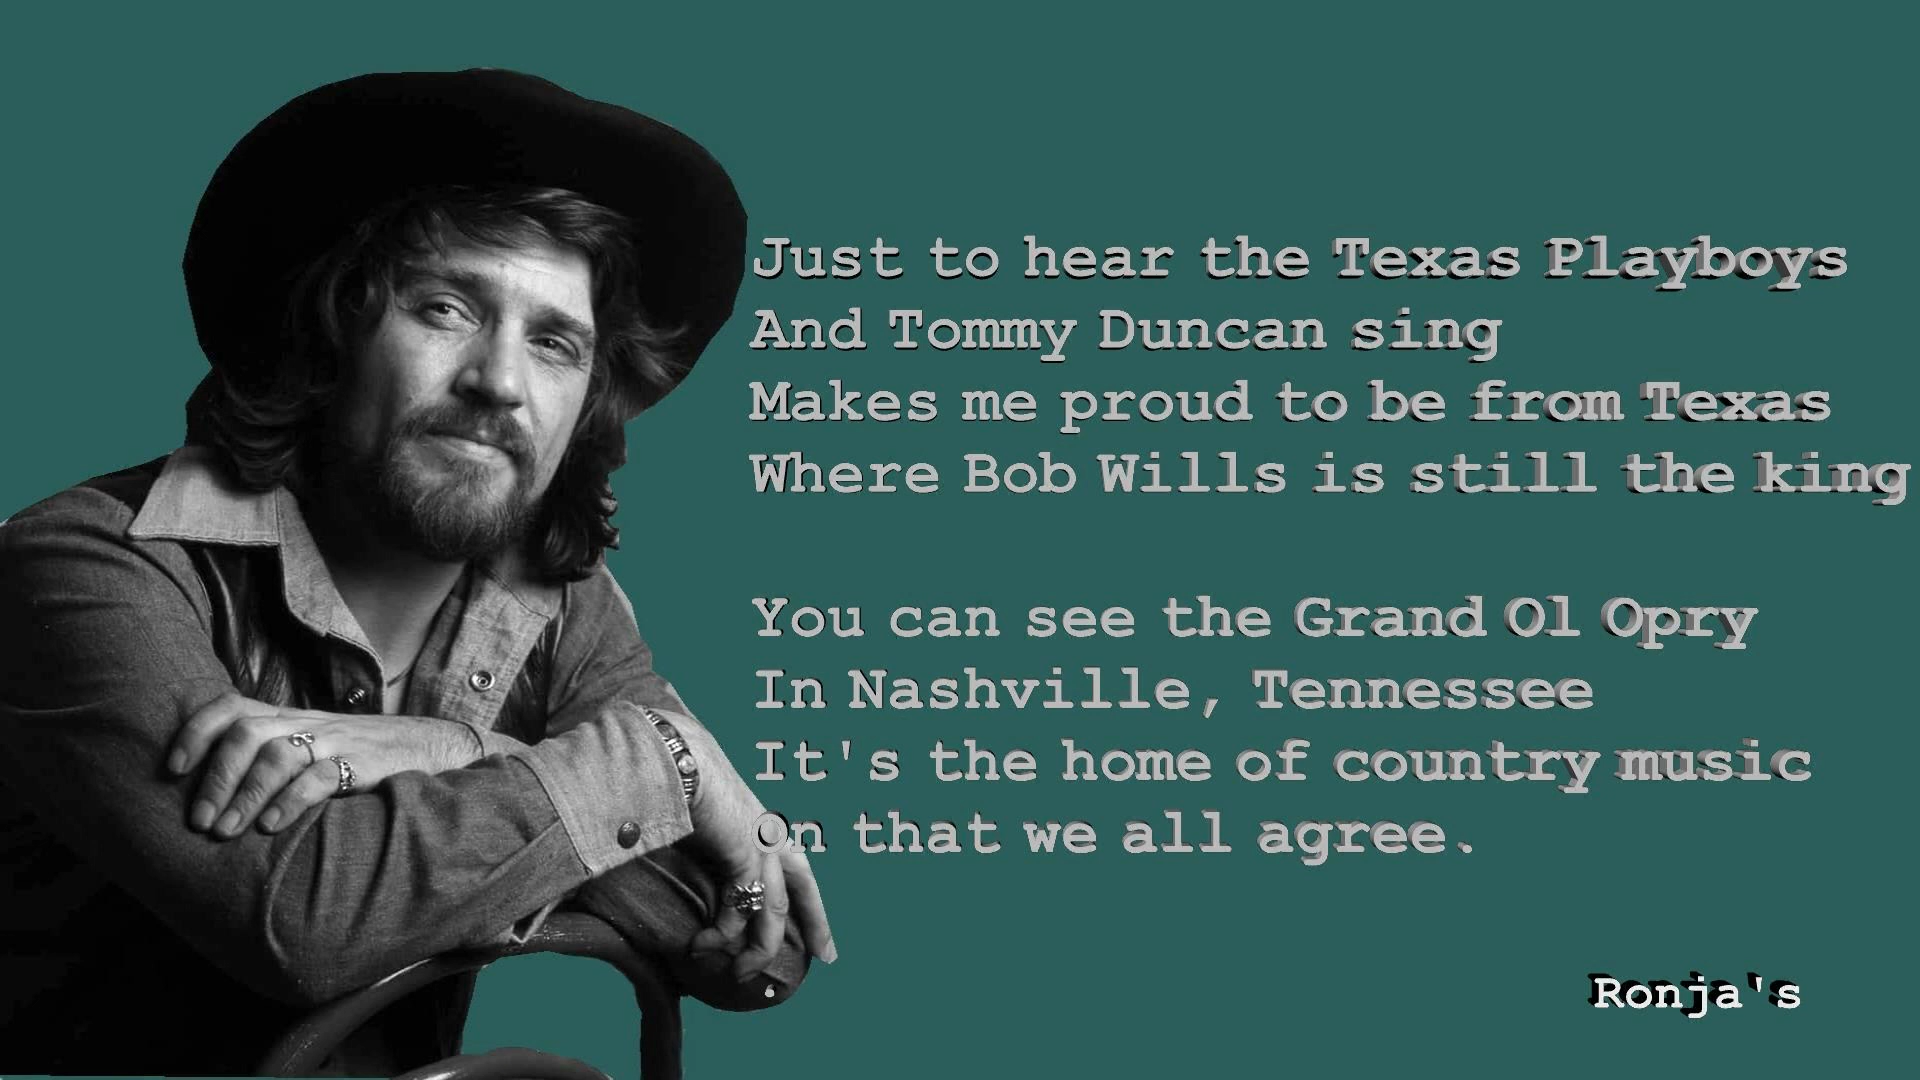 Just to hear the Texas Playboys
And Tommy Duncan sing
Makes me proud to be from Texas
Where Bob Wills is still the king
You can see the Grand Ol Opry
In Nashville, Tennessee
It's the home of country music
On that we all agree.
Ronja's